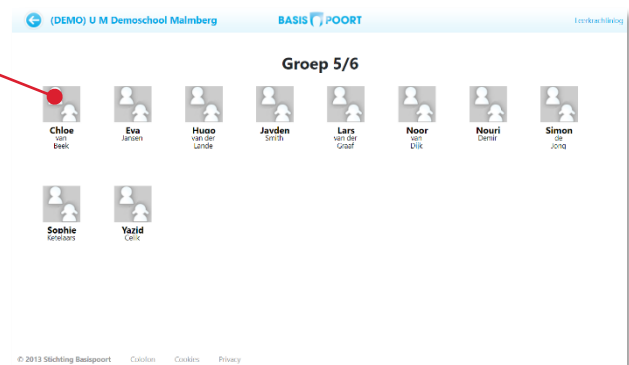 (DEMO) U M Demoschool Malmberg
BASIS POORT
Leerkrachtinlog
Groep 5/6
Chloe
van
Beek
Eva
Jansen
Hugo
van der
Lande
Jayden
Smith
Lars
van der
Graaf
Noor
van
Dijk
Nouri
Demir
Simon
de
Jong
Sophie
Ketelaars
Yazid
Celik
© 2013 Stichting Basispoort
Colofon
Cookies
Privacy